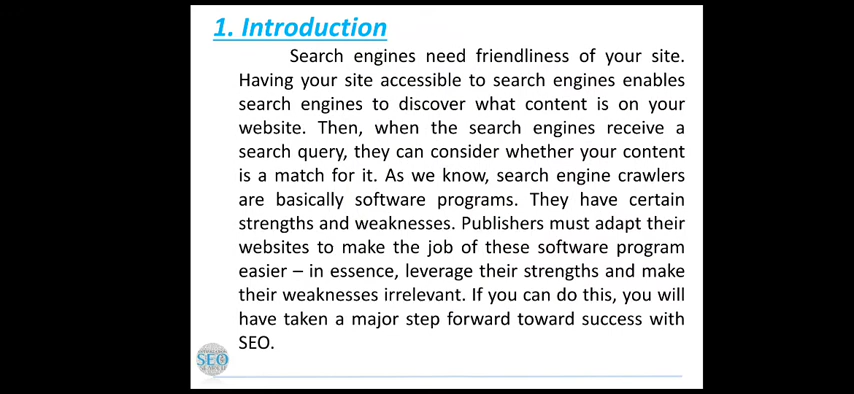 1. Introduction
Search engines need friendliness of your site.
Having your site accessible to search engines enables
search engines to discover what content is on your
website. Then, when the search engines receive a
search query, they can consider whether your content
is a match for it. As we know, search engine crawlers
are basically software programs. They have certain
strengths and weaknesses. Publishers must adapt their
websites to make the job of these software program
easier – in essence, leverage their strengths and make
their weaknesses irrelevant. If you can do this, you will
have taken a major step forward toward success with
SEO.
SEO